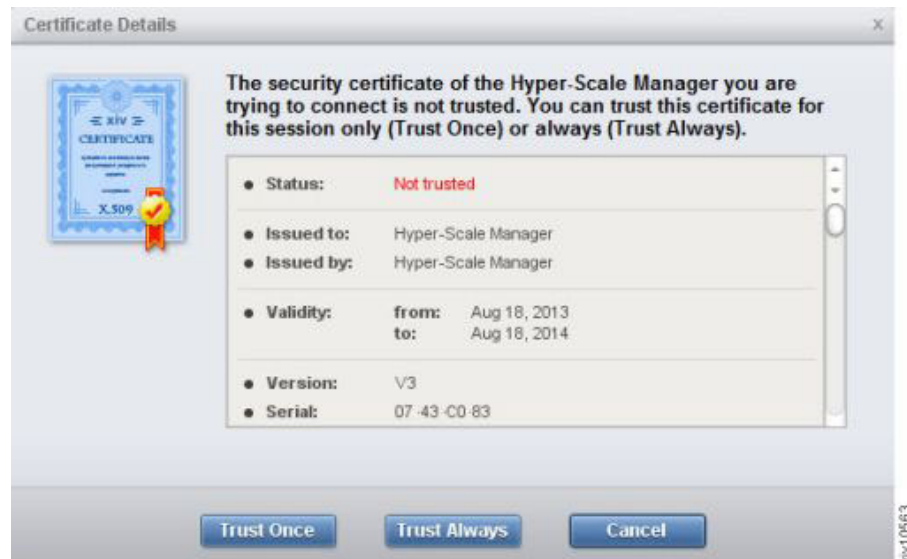 Certificate Details
x
XIV
CERTIFICATE
X.509
The security certificate of the Hyper-Scale Manager you are
trying to connect is not trusted. You can trust this certificate for
this session only (Trust Once) or always (Trust Always).
Status: Not trusted
Issued to: Hyper-Scale Manager
Issued by: Hyper-Scale Manager
Validity: from: Aug 18, 2013
to: Aug 18, 2014
Version: V3
Serial: 07-43-C0-83
Trust Once Trust Always Cancel